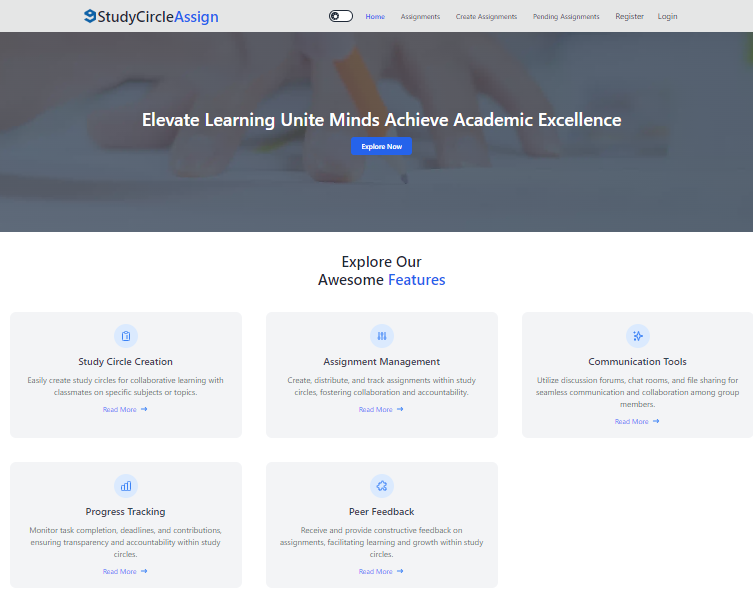 StudyCircleAssign
Home Assignments Create Assignments Pending Assignments Register Login
Elevate Learning Unite Minds Achieve Academic Excellence
Explore Now
Explore Our
Awesome Features
Study Circle Creation
Easily create study circles for collaborative learning with
classmates on specific subjects or topics.
Read More →
Assignment Management
Create, distribute, and track assignments within study
circles, fostering collaboration and accountability.
Read More →
Communication Tools
Utilize discussion forums, chat rooms, and file sharing for
seamless communication and collaboration among group
members.
Read More →
Progress Tracking
Monitor task completion, deadlines, and contributions,
ensuring transparency and accountability within study
circles.
Read More →
Peer Feedback
Receive and provide constructive feedback on
assignments, facilitating learning and growth within study
circles.
Read More →